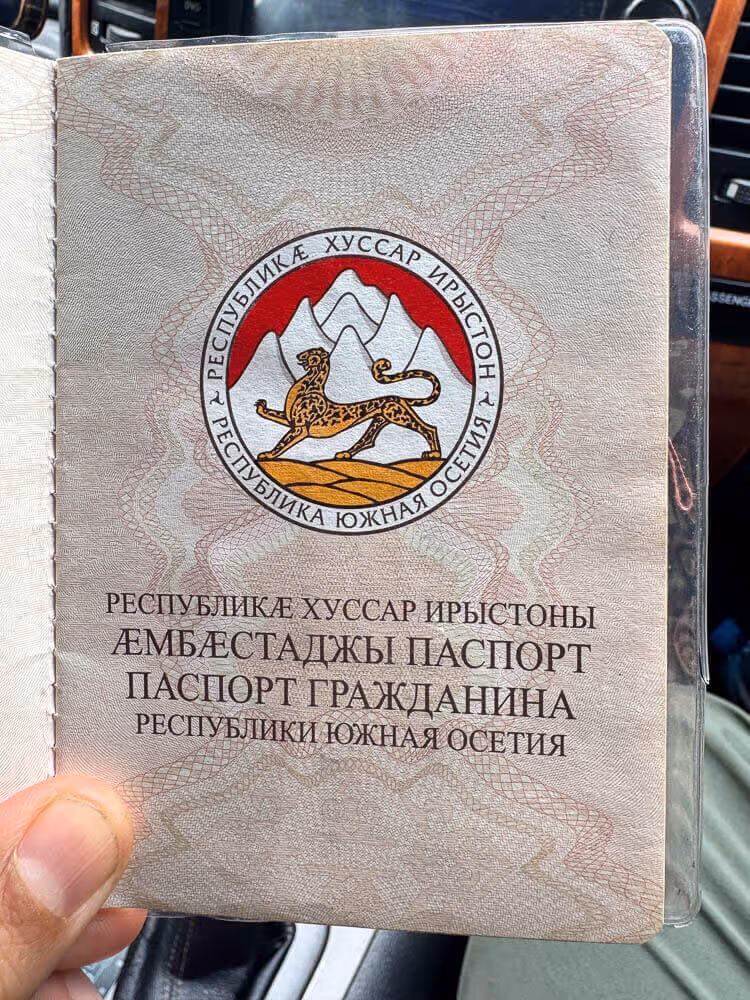 РЕСПУБЛИКÆ ХУССАР ИРЫСТОН
РЕСПУБЛИКА ЮЖНАЯ ОСЕТИЯ
РЕСПУБЛИКÆ ХУССАР ИРЫСТОНЫ
ÆМБÆСТАДЖЫ ПАСПОРТ
ПАСПОРТ ГРАЖДАНИНА
РЕСПУБЛИКИ ЮЖНАЯ ОСЕТИЯ